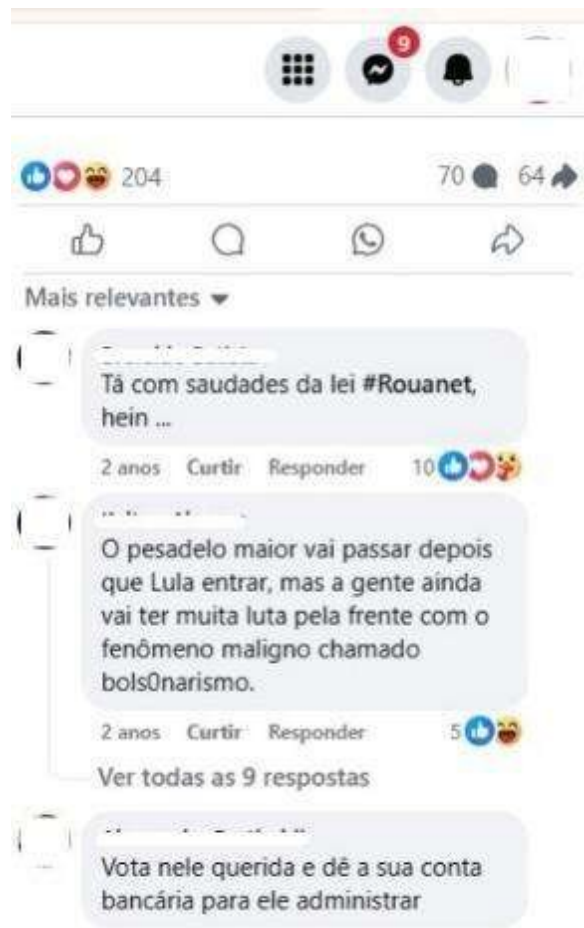 9
204 70 64
Mais relevantes
Tá com saudades da lei #Rouanet,
hein ...
2 anos Curtir Responder 10
O pesadelo maior vai passar depois
que Lula entrar, mas a gente ainda
vai ter muita luta pela frente com o
fenômeno maligno chamado
bols0narismo.
2 anos Curtir Responder 5
Ver todas as 9 respostas
Vota nele querida e dê a sua conta
bancária para ele administrar